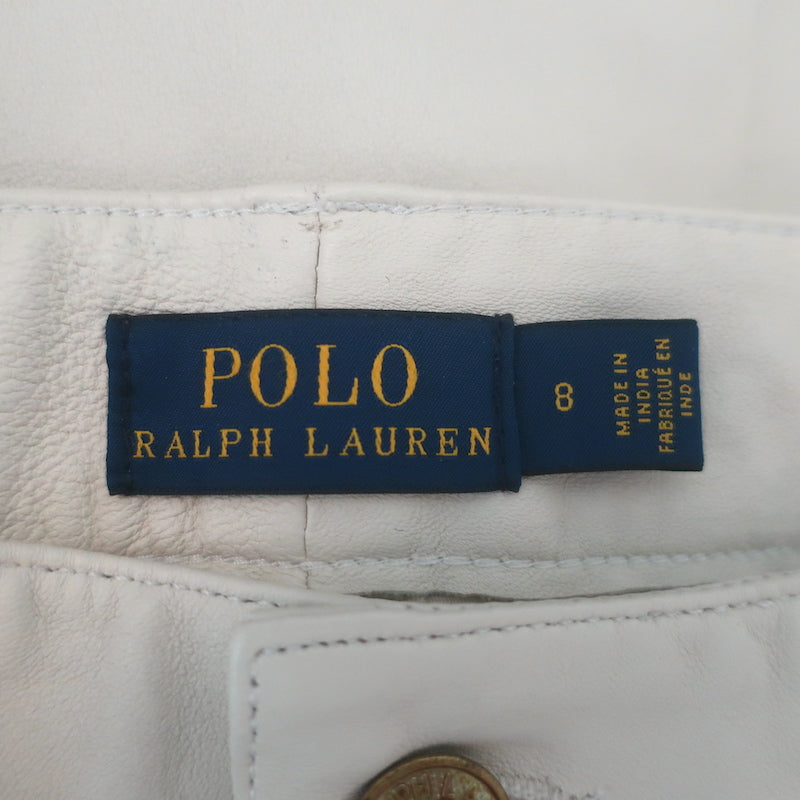 POLO
RALPH LAUREN
8
MADE IN
INDIA
FABRIQUÉ EN
INDE